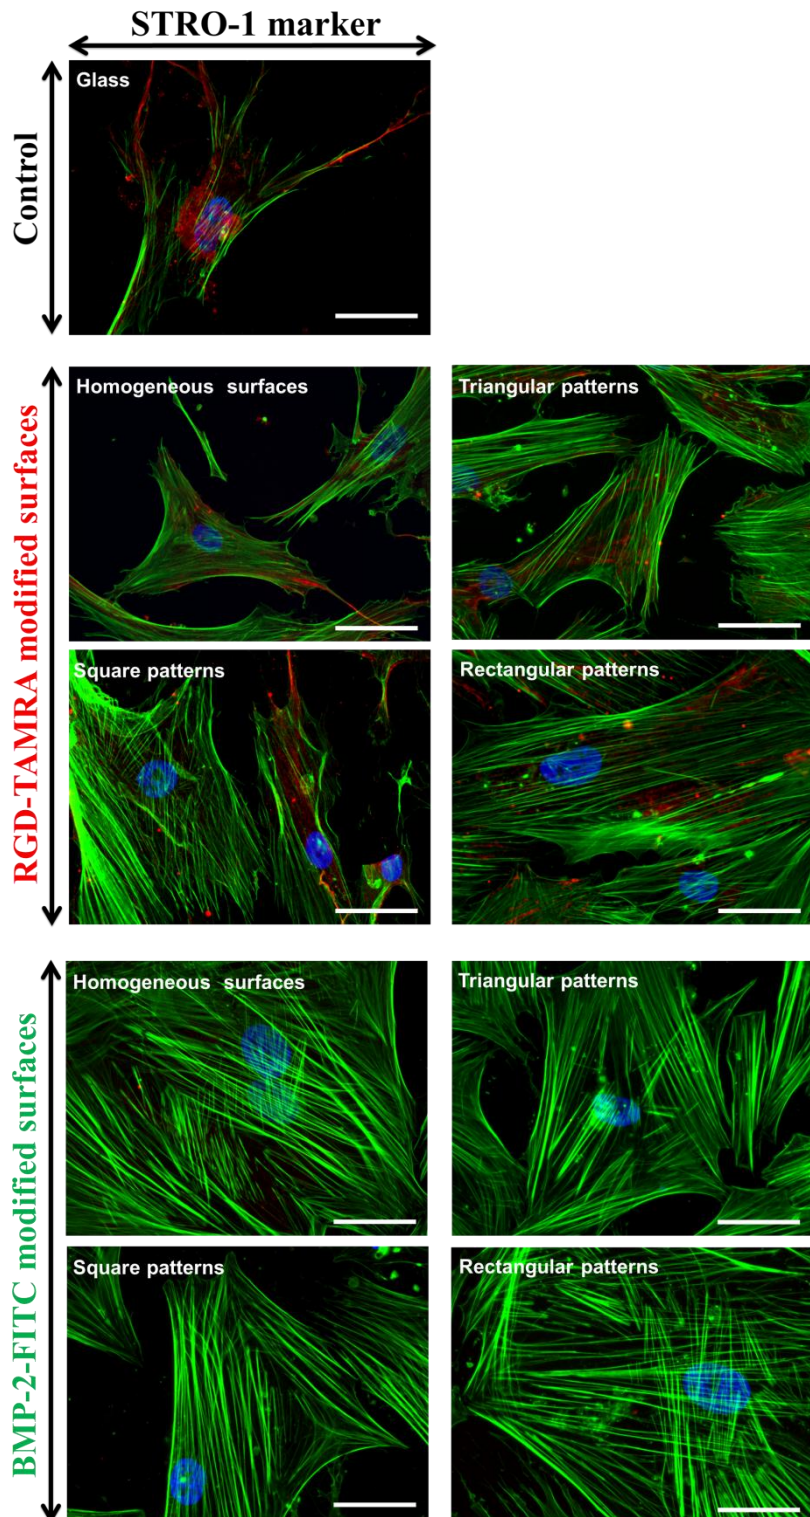 STRO-1 marker
Control
Glass
RGD-TAMRA modified surfaces
Homogeneous surfaces
Triangular patterns
Square patterns
Rectangular patterns
BMP-2-FITC modified surfaces
Homogeneous surfaces
Triangular patterns
Square patterns
Rectangular patterns